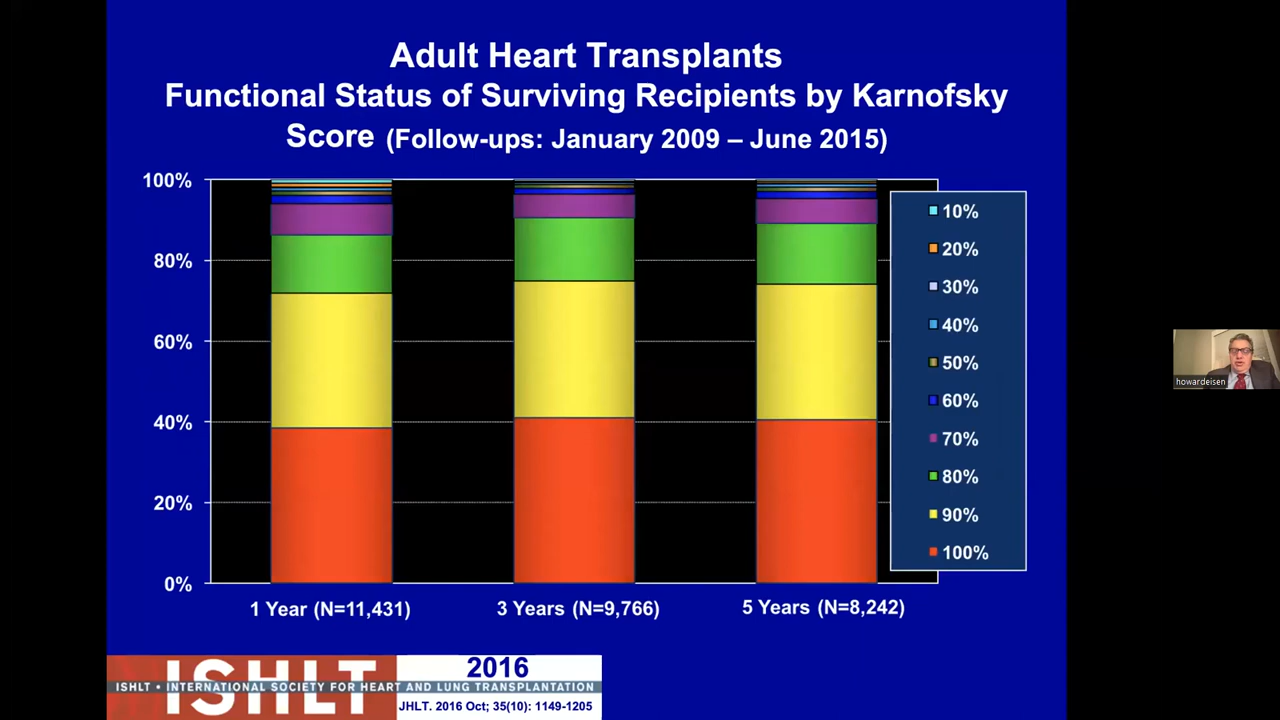 Adult Heart Transplants
Functional Status of Surviving Recipients by Karnofsky
Score (Follow-ups: January 2009 – June 2015)
100%
80%
60%
40%
20%
0%
1 Year (N=11,431)
3 Years (N=9,766)
5 Years (N=8,242)
10%
20%
30%
40%
50%
60%
70%
80%
90%
100%
howardeisen
ISHLT
ISHLT • INTERNATIONAL SOCIETY FOR HEART AND LUNG TRANSPLANTATION
2016
JHLT. 2016 Oct; 35(10): 1149-1205